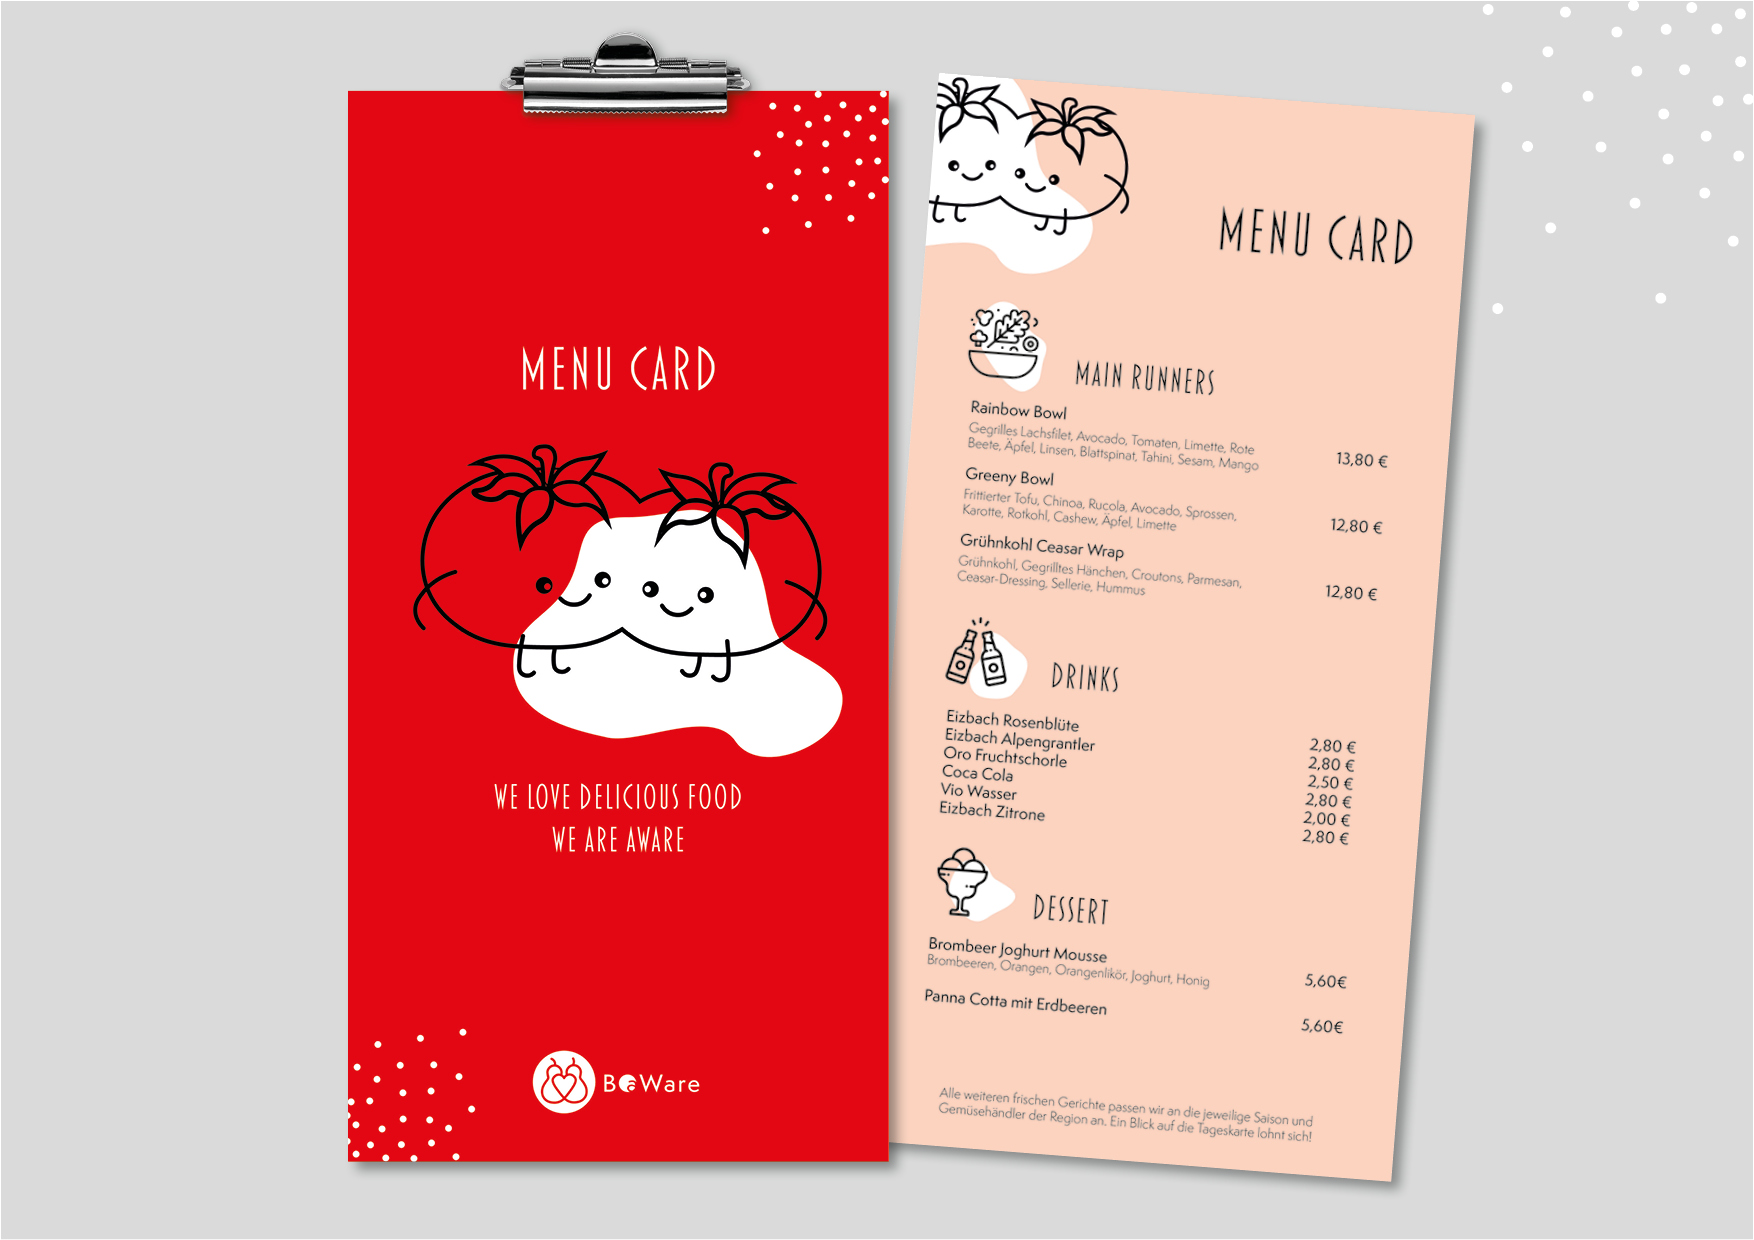 MENU CARD
WE LOVE DELICIOUS FOOD
WE ARE AWARE
BeWare
MENU CARD
MAIN RUNNERS
Rainbow Bowl
Gegrilles Lachsfilet, Avocado, Tomaten, Limette, Rote
Beete, Äpfel, Linsen, Blattspinat, Tahini, Sesam, Mango
13,80 €
Greeny Bowl
Frittierter Tofu, Chinoa, Rucola, Avocado, Sprossen,
Karotte, Rotkohl, Cashew, Äpfel, Limette
12,80 €
Grühnkohl Ceasar Wrap
Grühnkohl, Gegrilltes Hänchen, Croutons, Parmesan,
Ceasar-Dressing, Sellerie, Hummus
12,80 €
DRINKS
Eizbach Rosenblüte 2,80 €
Eizbach Alpengrantler 2,80 €
Oro Fruchtschorle 2,50 €
Coca Cola 2,80 €
Vio Wasser 2,00 €
Eizbach Zitrone 2,80 €
DESSERT
Brombeer Joghurt Mousse
Brombeeren, Orangen, Orangenlikör, Joghurt, Honig
5,60€
Panna Cotta mit Erdbeeren
5,60€
Alle weiteren frischen Gerichte passen wir an die jeweilige Saison und
Gemüsehändler der Region an. Ein Blick auf die Tageskarte lohnt sich!